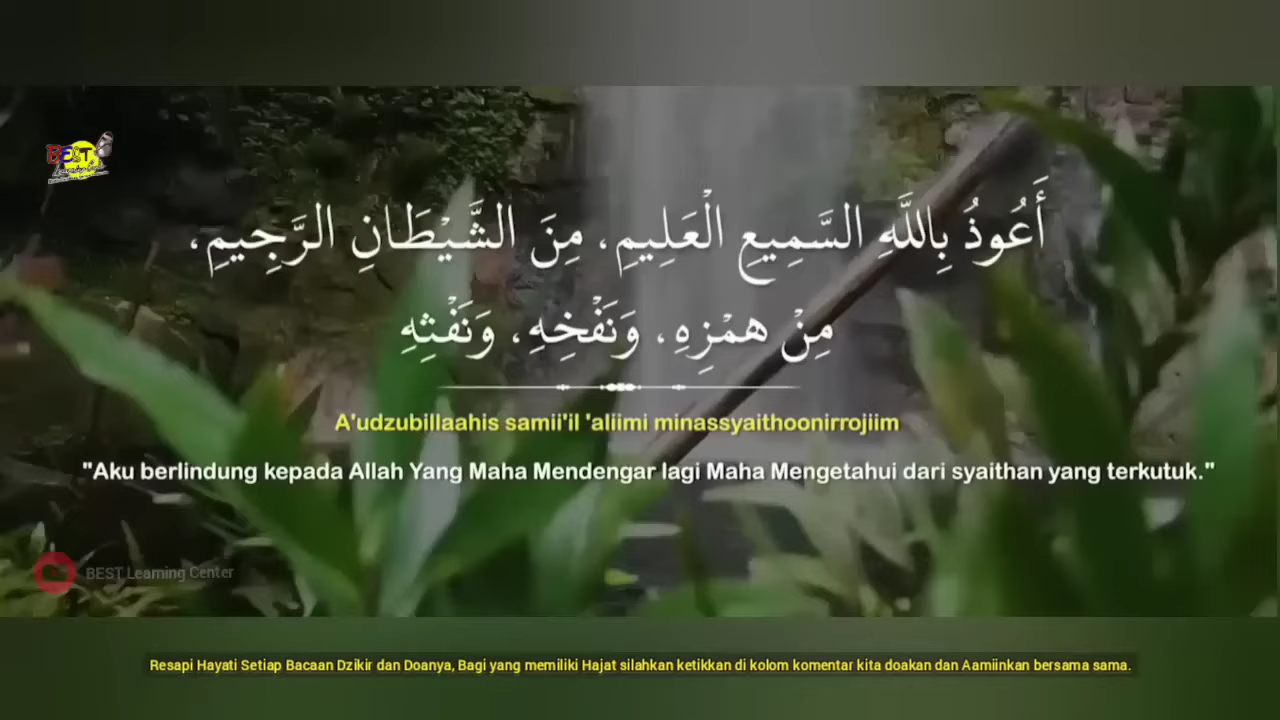 BEST
أَعُوذُ بِاللَّهِ السَّمِيعِ الْعَلِيمِ، مِنَ الشَّيْطَانِ الرَّجِيمِ،
مِنْ هَمْزِهِ، وَنَفْخِهِ، وَنَفْثِهِ
A'udzubillaahis samii'il 'aliimi minassyaithoonirrojiim
"Aku berlindung kepada Allah Yang Maha Mendengar lagi Maha Mengetahui dari syaithan yang terkutuk."
BEST Learning Center
Resapi Hayati Setiap Bacaan Dzikir dan Doanya, Bagi yang memiliki Hajat silahkan ketikkan di kolom komentar kita doakan dan Aamiinkan bersama sama.